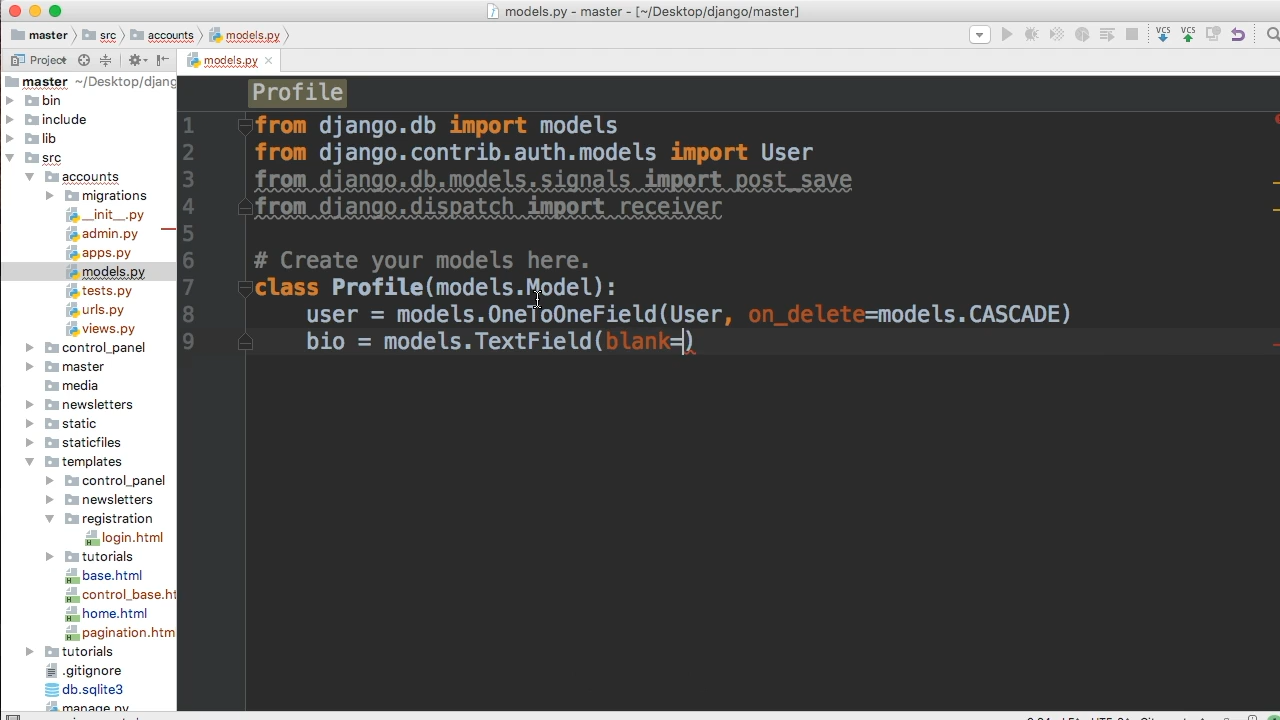 models.py - master - [~/Desktop/django/master]
master src accounts models.py
VCS VCS
Project
models.py
master ~/Desktop/djang
bin
include
lib
src
accounts
migrations
__init__.py
admin.py
apps.py
models.py
tests.py
urls.py
views.py
control_panel
master
media
newsletters
static
staticfiles
templates
control_panel
newsletters
registration
login.html
tutorials
base.html
control_base.ht
home.html
pagination.htm
tutorials
.gitignore
db.sqlite3
manage.py
Profile
1 from django.db import models
2 from django.contrib.auth.models import User
3 from django.db.models.signals import post_save
4 from django.dispatch import receiver
5
6 # Create your models here.
7 class Profile(models.Model):
8 user = models.OneToOneField(User, on_delete=models.CASCADE)
9 bio = models.TextField(blank=)